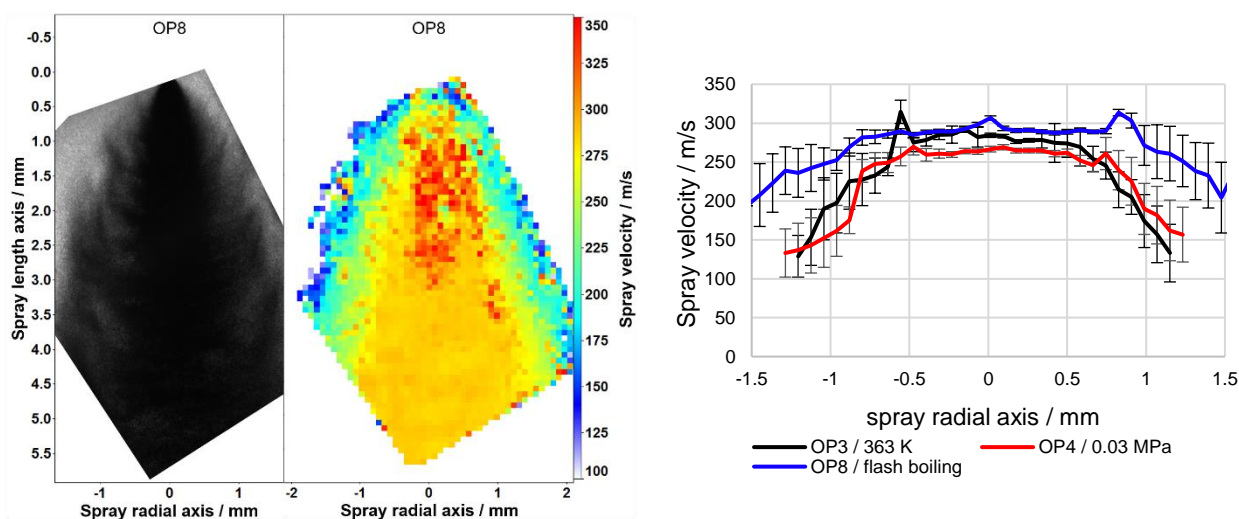 OP8
Spray length axis / mm
-0.5
0.0
0.5
1.0
1.5
2.0
2.5
3.0
3.5
4.0
4.5
5.0
5.5
-1 0 1
Spray radial axis / mm
OP8
-2 -1 0 1 2
Spray radial axis / mm
350
325
300
275
250
225
200
175
150
125
100
Spray velocity / m/s
Spray velocity / m/s
350
300
250
200
150
100
50
0
-1.5 -1 -0.5 0 0.5 1 1.5
spray radial axis / mm
OP3 / 363 K OP4 / 0.03 MPa
OP8 / flash boiling